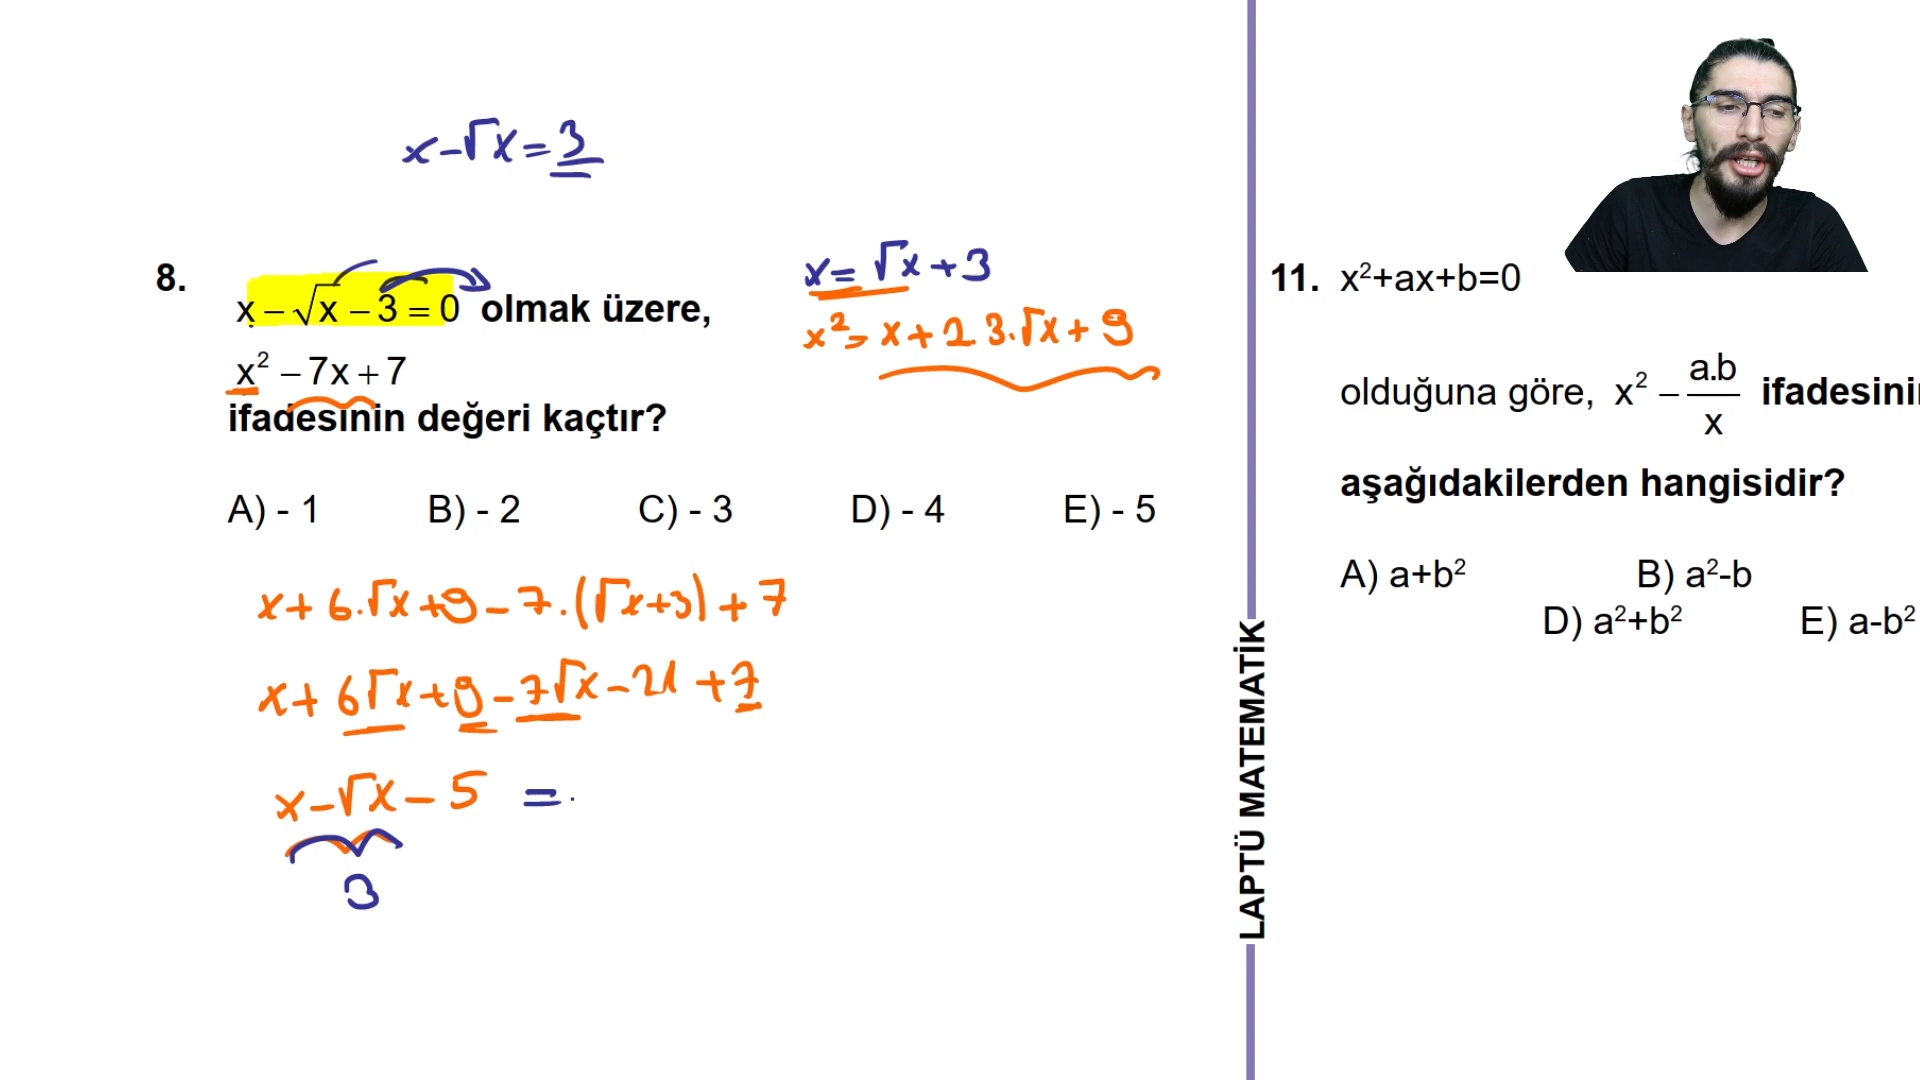 x-√x=3
8. x – √x – 3 = 0 olmak üzere,
x² – 7x + 7
ifadesinin değeri kaçtır?
A) - 1 B) - 2 C) - 3 D) - 4 E) - 5
x=√x+3
x²=x+2.3.√x+9
x+6.√x+9-7.(√x+3)+7
x+6√x+9-7√x-21+7
x-√x-5 =.
3
LAPTÜ MATEMATİK
11. x²+ax+b=0
olduğuna göre, x² – a.b/x ifadesini
aşağıdakilerden hangisidir?
A) a+b² B) a²-b
D) a²+b² E) a-b²